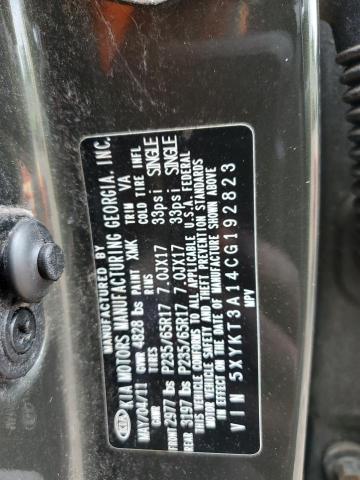 KIA
MANUFACTURED BY
KIA MOTORS MANUFACTURING GEORGIA, INC.
MAY/04/11 PAINT XMK TRIM VA
GVWR 4828 lbs
GAWR TIRES RIMS COLD TIRE INFL
FRONT 2977 lbs P235/65R17 7.0JX17 33psi SINGLE
REAR 3197 lbs P235/65R17 7.0JX17 33psi SINGLE
THIS VEHICLE CONFORMS TO ALL APPLICABLE U.S.A. FEDERAL
MOTOR VEHICLE SAFETY AND THEFT PREVENTION STANDARDS
IN EFFECT ON THE DATE OF MANUFACTURE SHOWN ABOVE
VIN 5XYKT3A14CG192823
MPV